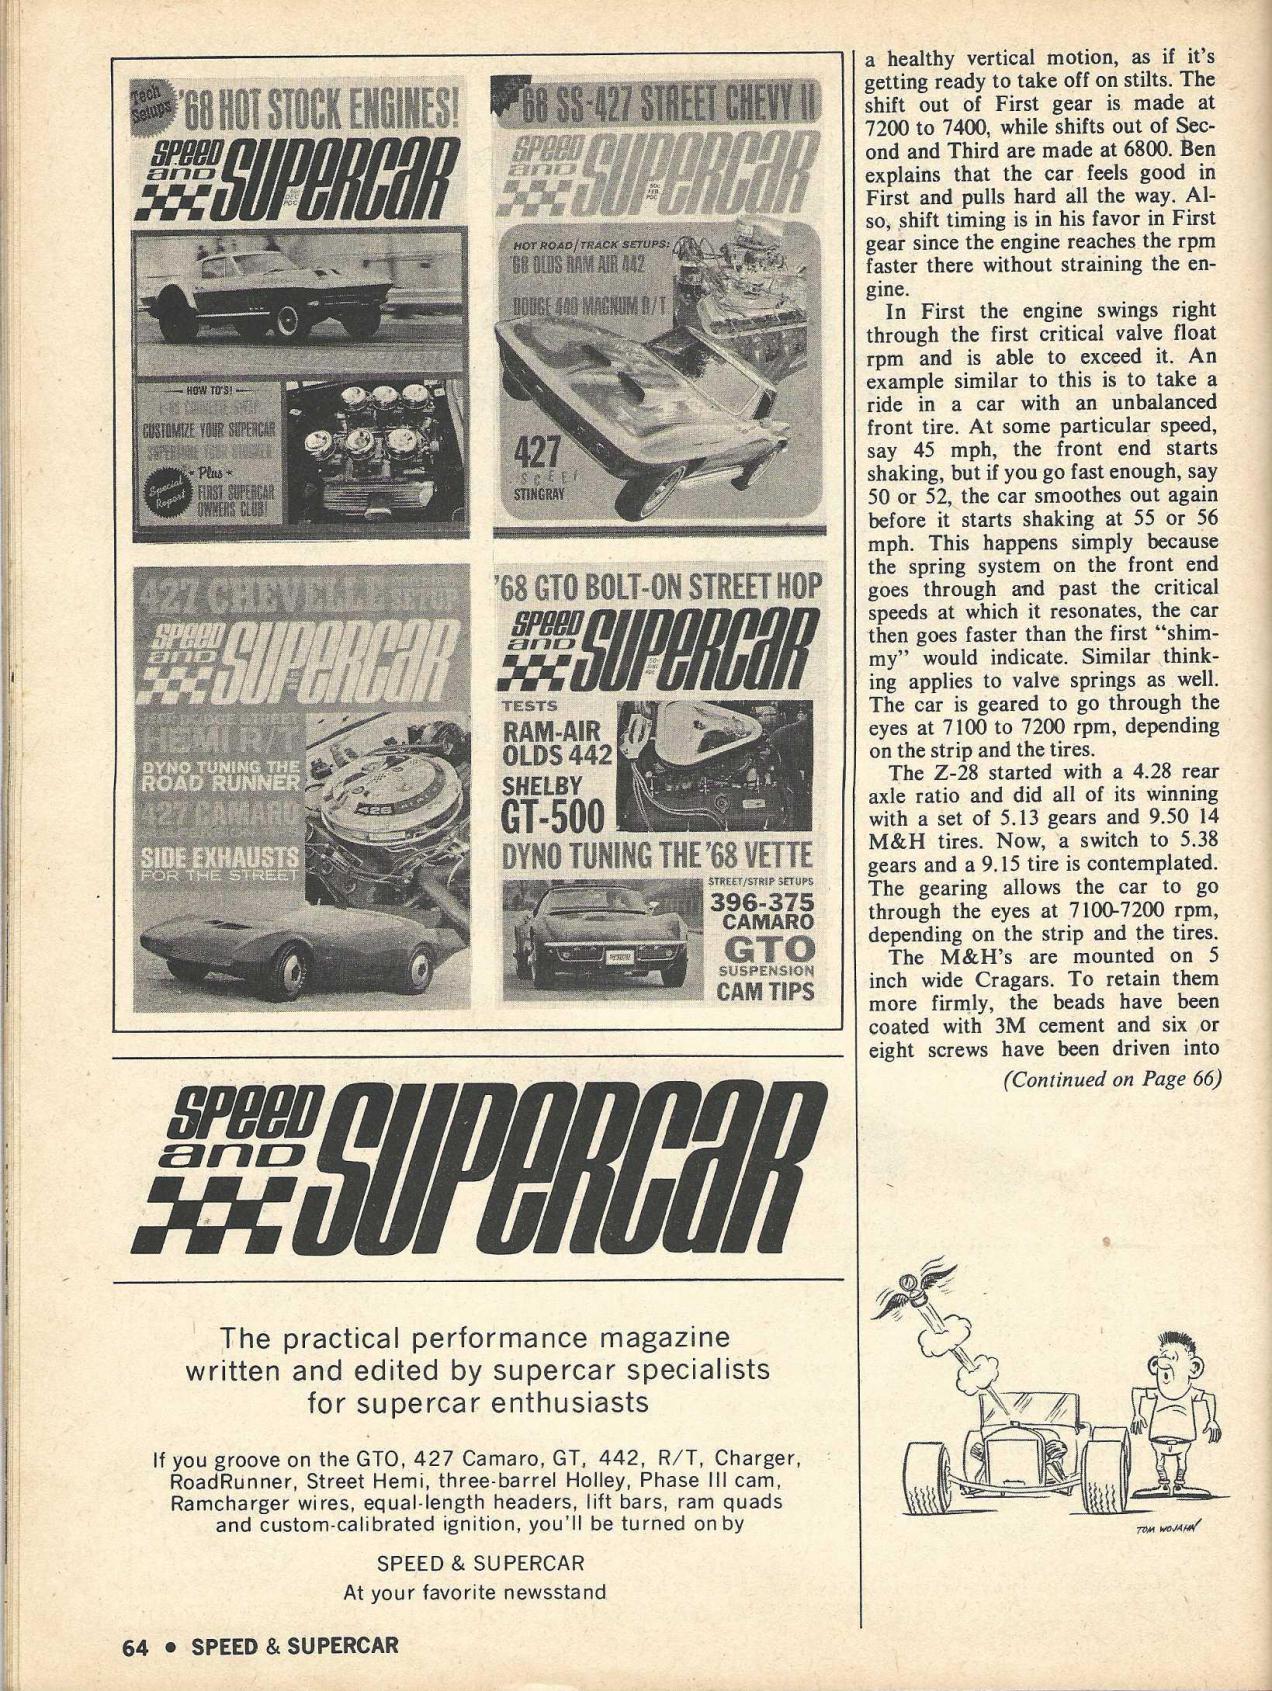 Tech
Setups
'68 HOT STOCK ENGINES!
SPEED
and
SUPERCAR
HOW TO'S!
CUSTOMIZE YOUR SUPERCAR
Plus
Special
Report
FIRST SUPERCAR
OWNERS CLUB!
'68 SS-427 STREET CHEVY II
SPEED
and
SUPERCAR
HOT ROAD/TRACK SETUPS:
'68 OLDS RAM AIR 442
DODGE 440 MAGNUM R/T
427
STINGRAY
427 CHEVELLE SETUP
SPEED
and
SUPERCAR
HEMI R/T
DYNO TUNING THE
ROAD RUNNER
427 CAMARO
SIDE EXHAUSTS
FOR THE STREET
426
'68 GTO BOLT-ON STREET HOP
SPEED
and
SUPERCAR
TESTS
RAM-AIR
OLDS 442
SHELBY
GT-500
DYNO TUNING THE '68 VETTE
STREET/STRIP SETUPS
396-375
CAMARO
GTO
SUSPENSION
CAM TIPS
SPEED
and
SUPERCAR
The practical performance magazine
written and edited by supercar specialists
for supercar enthusiasts
If you groove on the GTO, 427 Camaro, GT, 442, R/T, Charger,
RoadRunner, Street Hemi, three-barrel Holley, Phase III cam,
Ramcharger wires, equal-length headers, lift bars, ram quads
and custom-calibrated ignition, you'll be turned on by
SPEED & SUPERCAR
At your favorite newsstand
a healthy vertical motion, as if it's
getting ready to take off on stilts. The
shift out of First gear is made at
7200 to 7400, while shifts out of Sec-
ond and Third are made at 6800. Ben
explains that the car feels good in
First and pulls hard all the way. Al-
so, shift timing is in his favor in First
gear since the engine reaches the rpm
faster there without straining the en-
gine.
In First the engine swings right
through the first critical valve float
rpm and is able to exceed it. An
example similar to this is to take a
ride in a car with an unbalanced
front tire. At some particular speed,
say 45 mph, the front end starts
shaking, but if you go fast enough, say
50 or 52, the car smoothes out again
before it starts shaking at 55 or 56
mph. This happens simply because
the spring system on the front end
goes through and past the critical
speeds at which it resonates, the car
then goes faster than the first "shim-
my" would indicate. Similar think-
ing applies to valve springs as well.
The car is geared to go through the
eyes at 7100 to 7200 rpm, depending
on the strip and the tires.
The Z-28 started with a 4.28 rear
axle ratio and did all of its winning
with a set of 5.13 gears and 9.50 14
M&H tires. Now, a switch to 5.38
gears and a 9.15 tire is contemplated.
The gearing allows the car to go
through the eyes at 7100-7200 rpm,
depending on the strip and the tires.
The M&H's are mounted on 5
inch wide Cragars. To retain them
more firmly, the beads have been
coated with 3M cement and six or
eight screws have been driven into
(Continued on Page 66)
TOM WOJAHN
64 • SPEED & SUPERCAR